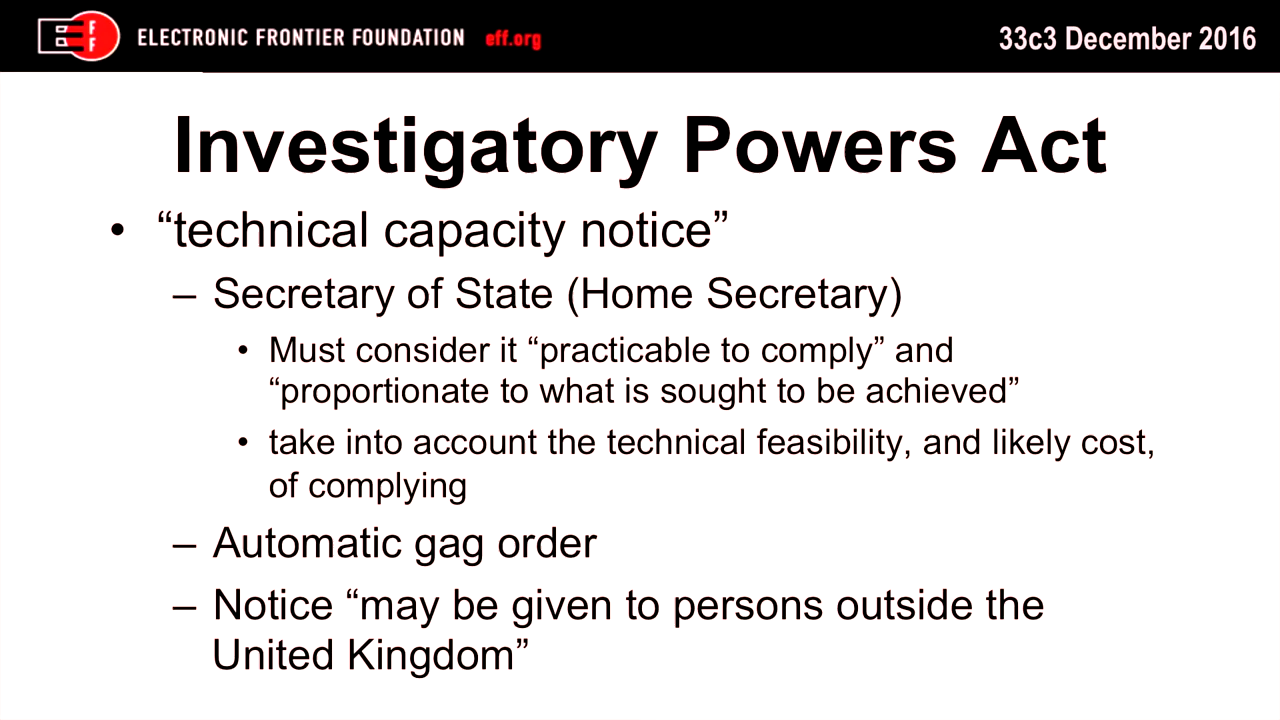 EFF ELECTRONIC FRONTIER FOUNDATION eff.org 33c3 December 2016
Investigatory Powers Act
• “technical capacity notice”
– Secretary of State (Home Secretary)
• Must consider it “practicable to comply” and
“proportionate to what is sought to be achieved”
• take into account the technical feasibility, and likely cost,
of complying
– Automatic gag order
– Notice “may be given to persons outside the
United Kingdom”